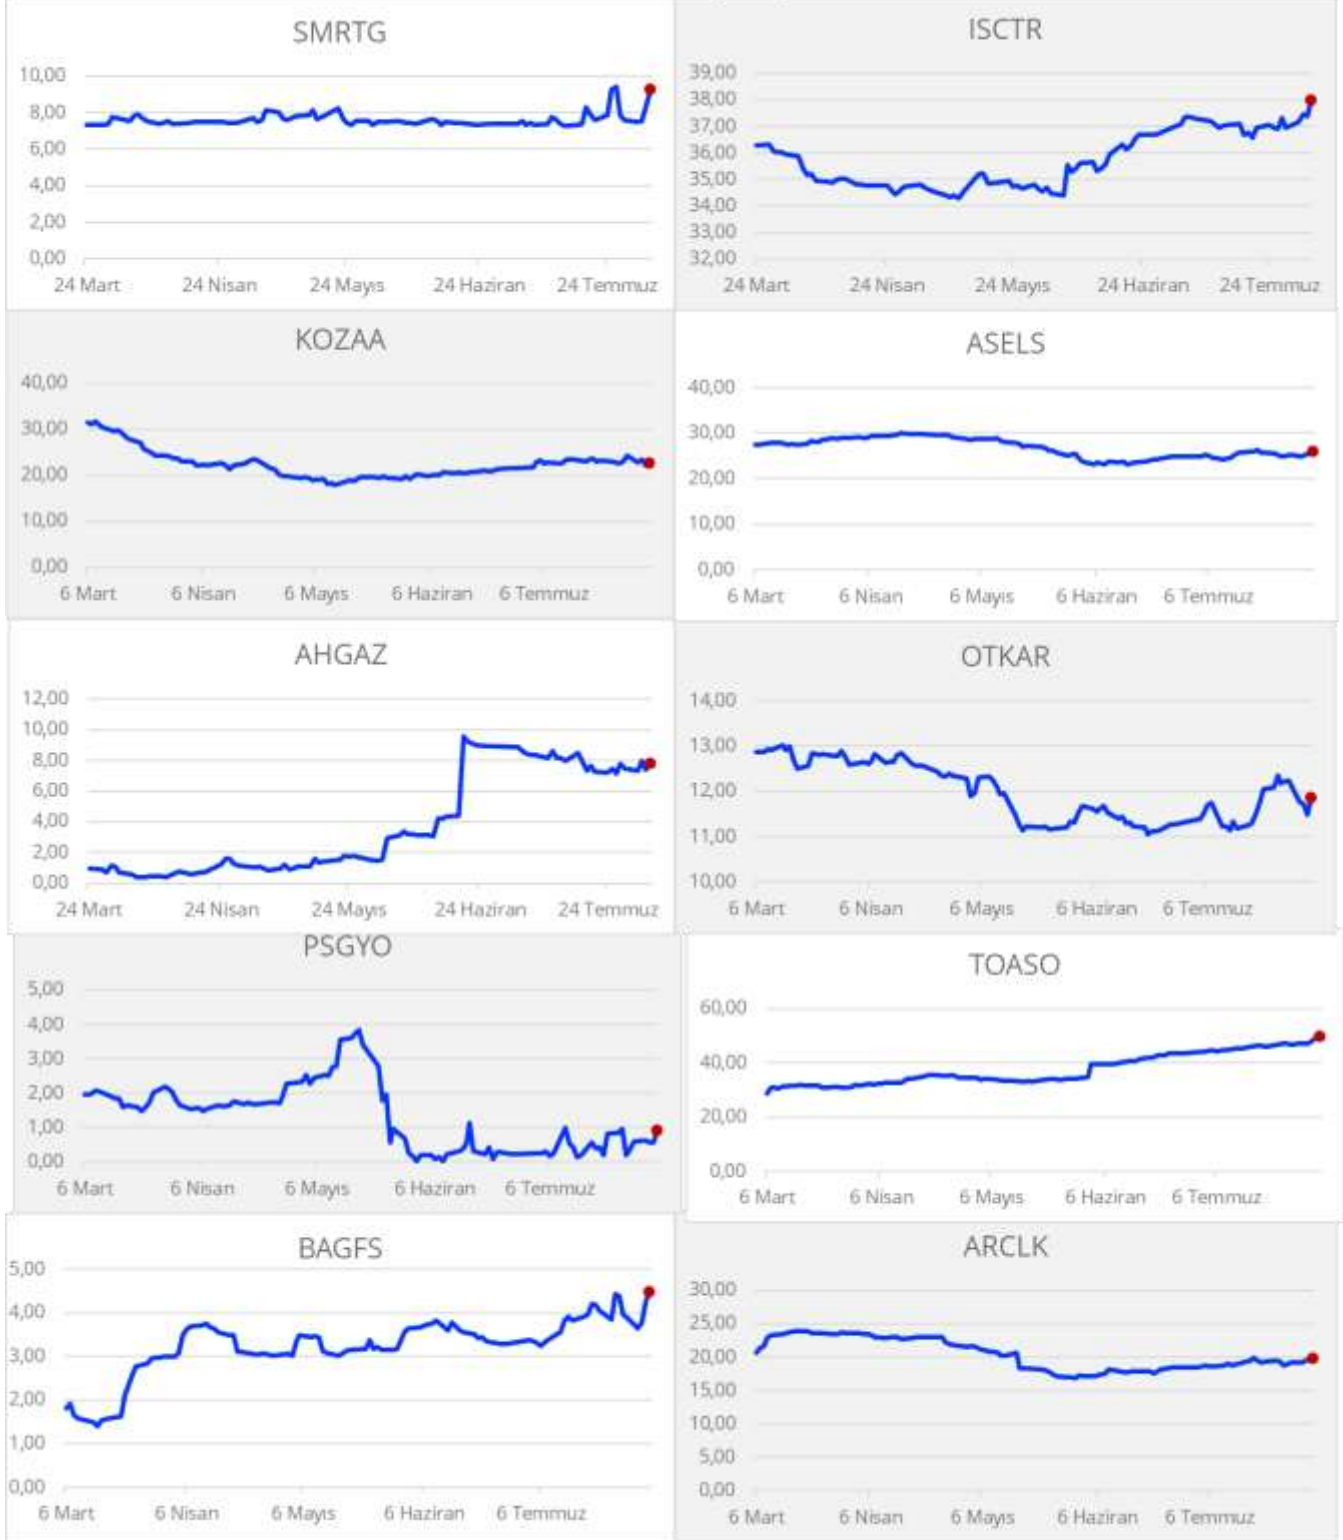 SMRTG
10,00
8,00
6,00
4,00
2,00
0,00
24 Mart 24 Nisan 24 Mayıs 24 Haziran 24 Temmuz
ISCTR
39,00
38,00
37,00
36,00
35,00
34,00
33,00
32,00
24 Mart 24 Nisan 24 Mayıs 24 Haziran 24 Temmuz
KOZAA
40,00
30,00
20,00
10,00
0,00
6 Mart 6 Nisan 6 Mayıs 6 Haziran 6 Temmuz
ASELS
40,00
30,00
20,00
10,00
0,00
6 Mart 6 Nisan 6 Mayıs 6 Haziran 6 Temmuz
AHGAZ
12,00
10,00
8,00
6,00
4,00
2,00
0,00
24 Mart 24 Nisan 24 Mayıs 24 Haziran 24 Temmuz
OTKAR
14,00
13,00
12,00
11,00
10,00
6 Mart 6 Nisan 6 Mayıs 6 Haziran 6 Temmuz
PSGYO
5,00
4,00
3,00
2,00
1,00
0,00
6 Mart 6 Nisan 6 Mayıs 6 Haziran 6 Temmuz
TOASO
60,00
40,00
20,00
0,00
6 Mart 6 Nisan 6 Mayıs 6 Haziran 6 Temmuz
BAGFS
5,00
4,00
3,00
2,00
1,00
0,00
6 Mart 6 Nisan 6 Mayıs 6 Haziran 6 Temmuz
ARCLK
30,00
25,00
20,00
15,00
10,00
5,00
0,00
6 Mart 6 Nisan 6 Mayıs 6 Haziran 6 Temmuz